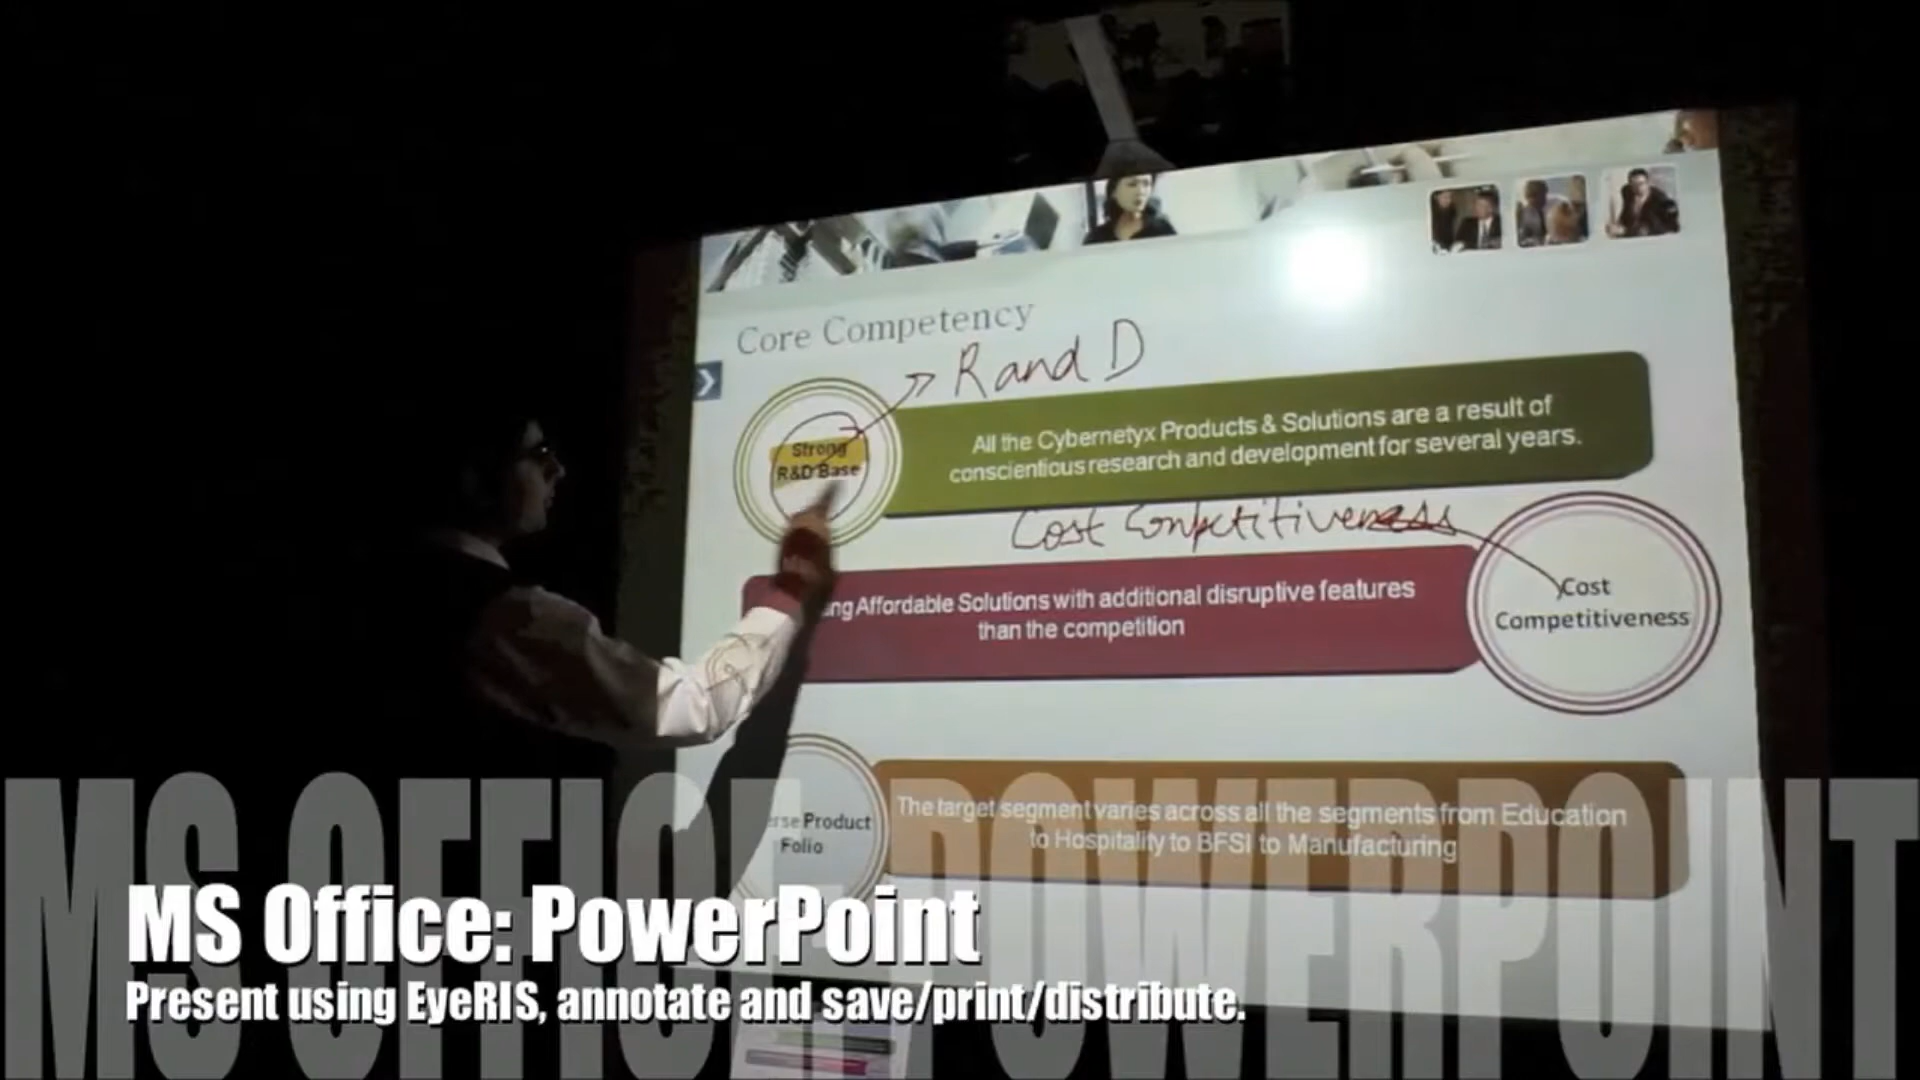 Core Competency
R and D
Strong
R&D Base
All the Cybernetyx Products & Solutions are a result of
conscientious research and development for several years.
Cost Competitiveness
Affordable Solutions with additional disruptive features
than the competition
Cost
Competitiveness
Product
Folio
The target segment varies across all the segments from Education
to Hospitality to BFSI to Manufacturing
MS OFFICE: POWERPOINT
MS Office: PowerPoint
Present using EyeRIS, annotate and save/print/distribute.